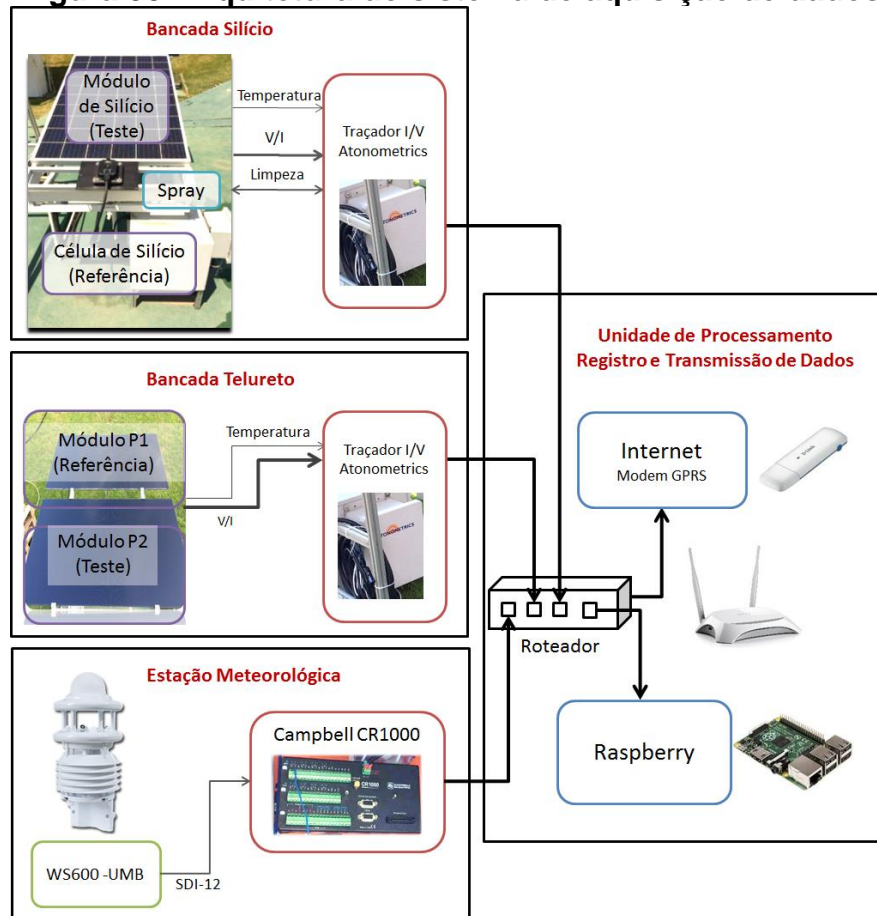 Bancada Silício
Módulo
de Silício
(Teste)
Spray
Célula de Silício
(Referência)
Temperatura
V/I
Limpeza
Traçador I/V
Atonometrics
Bancada Telureto
Módulo P1
(Referência)
Módulo P2
(Teste)
Temperatura
V/I
Traçador I/V
Atonometrics
Estação Meteorológica
WS600 -UMB
SDI-12
Campbell CR1000
CR1000
Unidade de Processamento
Registro e Transmissão de Dados
Internet
Modem GPRS
Roteador
Raspberry